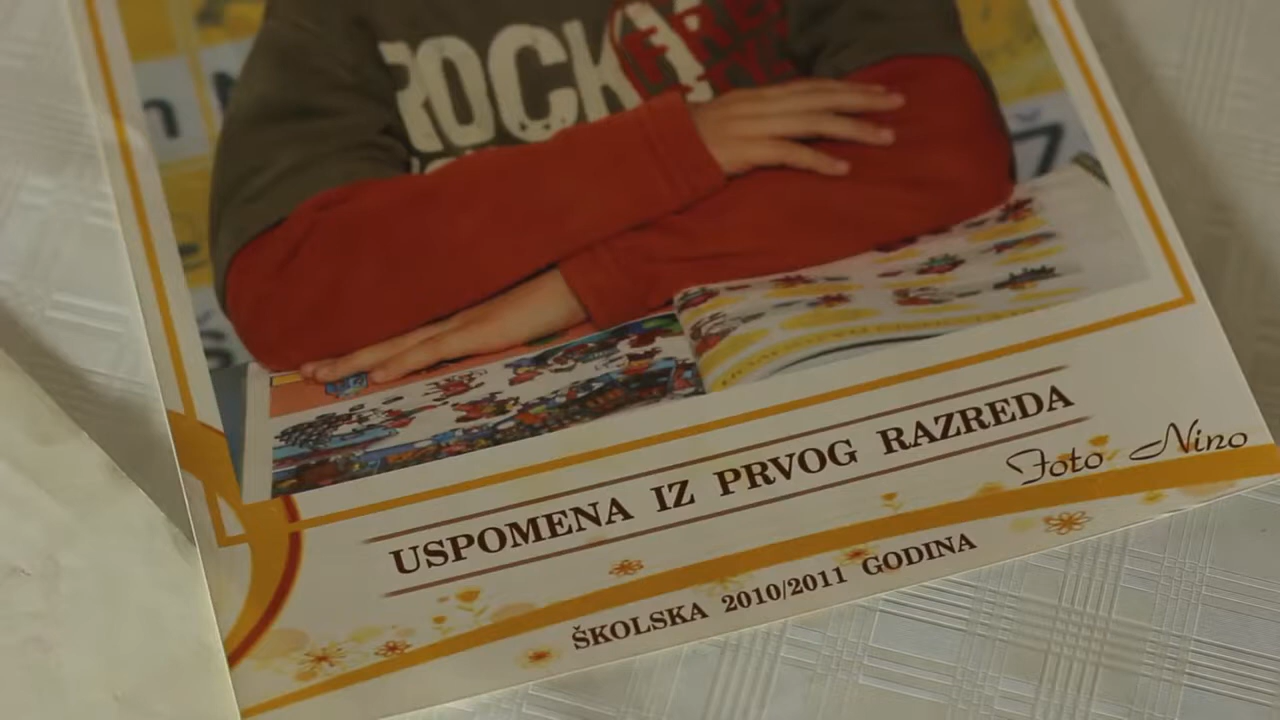 ROCK
USPOMENA IZ PRVOG RAZREDA
Foto Nino
ŠKOLSKA 2010/2011 GODINA